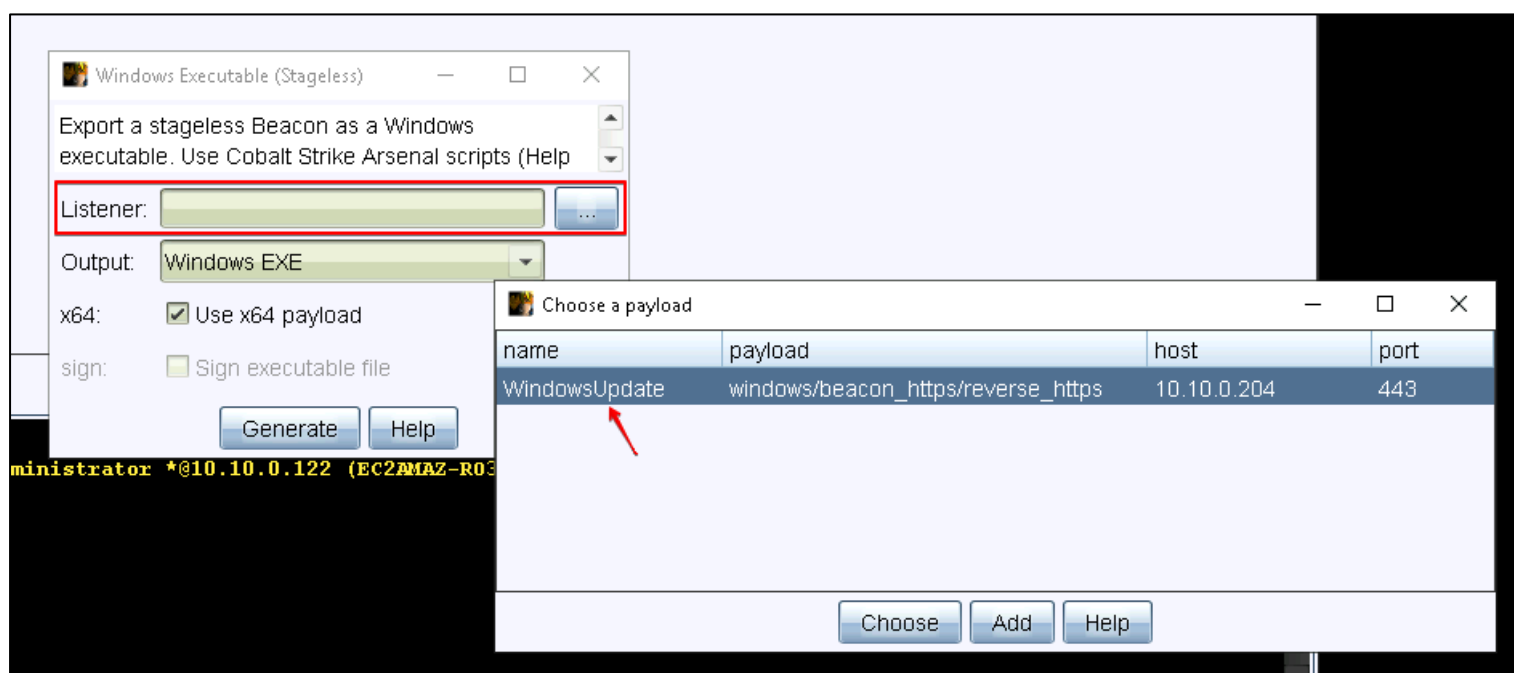 Windows Executable (Stageless)
Export a stageless Beacon as a Windows
executable. Use Cobalt Strike Arsenal scripts (Help
Listener:
...
Output: Windows EXE
x64: Use x64 payload
sign: Sign executable file
Generate Help
Choose a payload
name payload host port
WindowsUpdate windows/beacon_https/reverse_https 10.10.0.204 443
Choose Add Help
ministrator *@10.10.0.122 (EC2AMAZ-R03